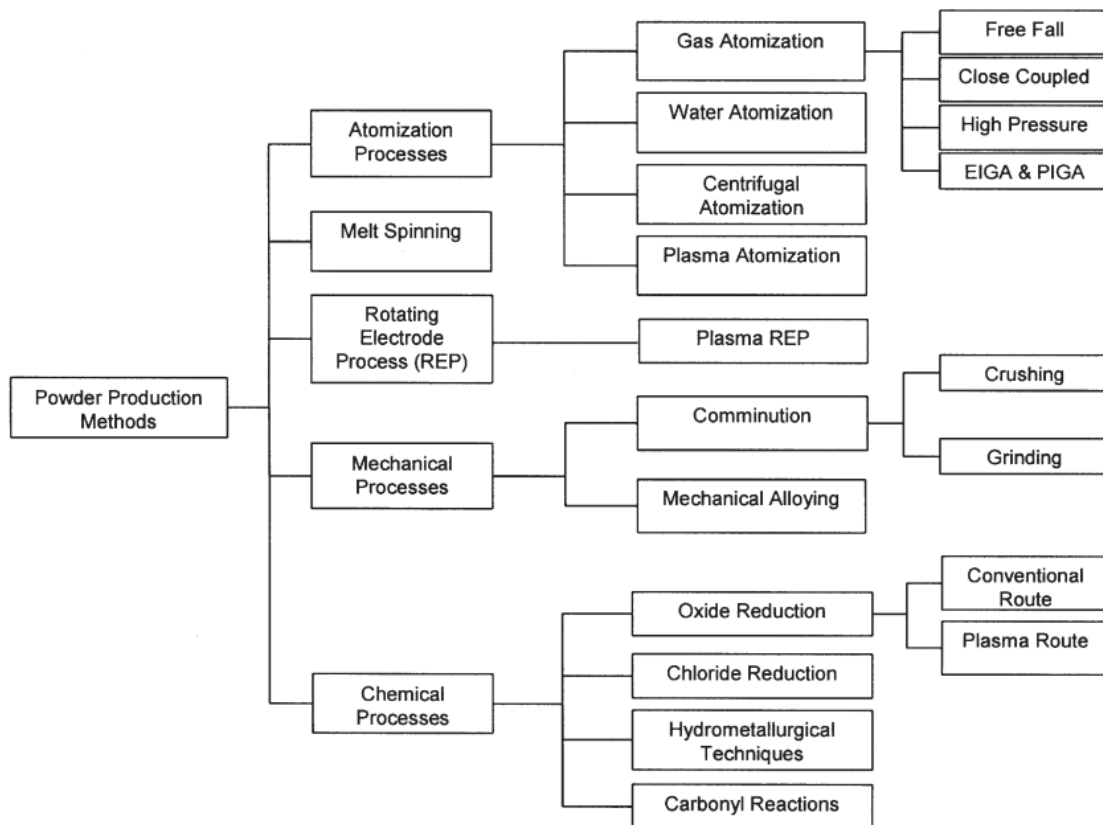 Powder Production
Methods
Atomization
Processes
Melt Spinning
Rotating
Electrode
Process (REP)
Mechanical
Processes
Chemical
Processes
Gas Atomization
Water Atomization
Centrifugal
Atomization
Plasma Atomization
Plasma REP
Comminution
Mechanical Alloying
Oxide Reduction
Chloride Reduction
Hydrometallurgical
Techniques
Carbonyl Reactions
Free Fall
Close Coupled
High Pressure
EIGA & PIGA
Crushing
Grinding
Conventional
Route
Plasma Route